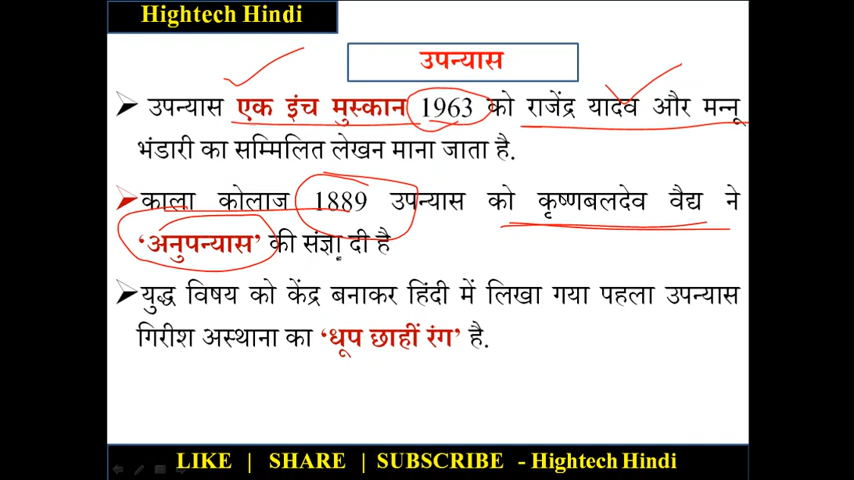 Hightech Hindi
उपन्यास
उपन्यास एक इंच मुस्कान 1963 को राजेंद्र यादव और मन्नू
भंडारी का सम्मिलित लेखन माना जाता है.
काला कोलाज 1889 उपन्यास को कृष्णबलदेव वैद्य ने
‘अनुपन्यास’ की संज्ञा दी है
युद्ध विषय को केंद्र बनाकर हिंदी में लिखा गया पहला उपन्यास
गिरीश अस्थाना का ‘धूप छाहीं रंग’ है.
LIKE | SHARE | SUBSCRIBE - Hightech Hindi